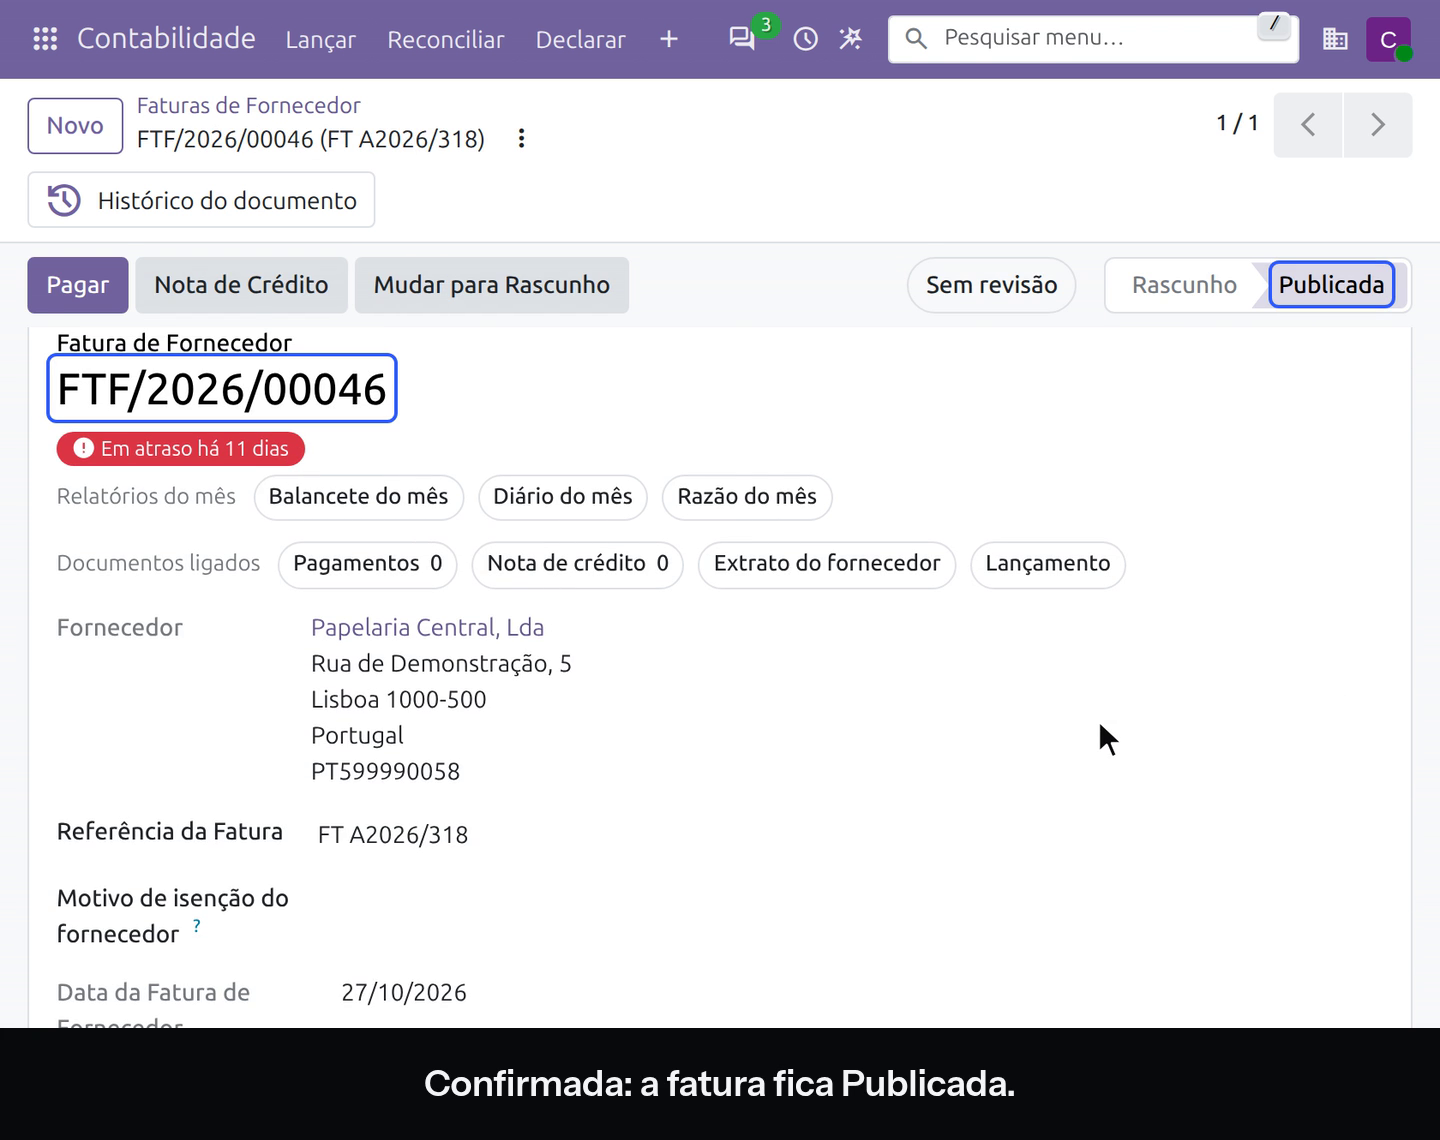 Contabilidade Lançar Reconciliar Declarar + 3 Pesquisar menu... / C
Novo
Faturas de Fornecedor
FTF/2026/00046 (FT A2026/318)
1 / 1
Histórico do documento
Pagar Nota de Crédito Mudar para Rascunho Sem revisão Rascunho Publicada
Fatura de Fornecedor
FTF/2026/00046
Em atraso há 11 dias
Relatórios do mês Balancete do mês Diário do mês Razão do mês
Documentos ligados Pagamentos 0 Nota de crédito 0 Extrato do fornecedor Lançamento
Fornecedor Papelaria Central, Lda
Rua de Demonstração, 5
Lisboa 1000-500
Portugal
PT599990058
Referência da Fatura FT A2026/318
Motivo de isenção do
fornecedor ?
Data da Fatura de 27/10/2026
Fornecedor
Confirmada: a fatura fica Publicada.